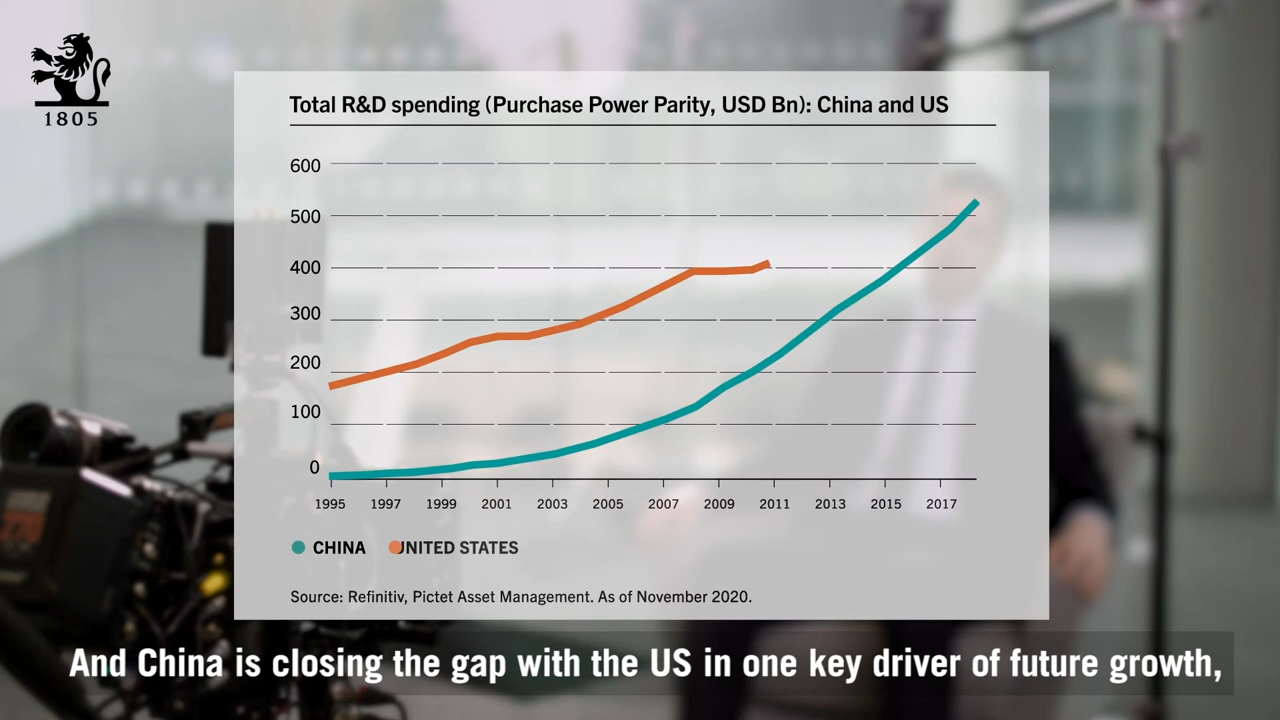 1805
Total R&D spending (Purchase Power Parity, USD Bn): China and US
600
500
400
300
200
100
0
1995 1997 1999 2001 2003 2005 2007 2009 2011 2013 2015 2017
CHINA UNITED STATES
Source: Refinitiv, Pictet Asset Management. As of November 2020.
And China is closing the gap with the US in one key driver of future growth,